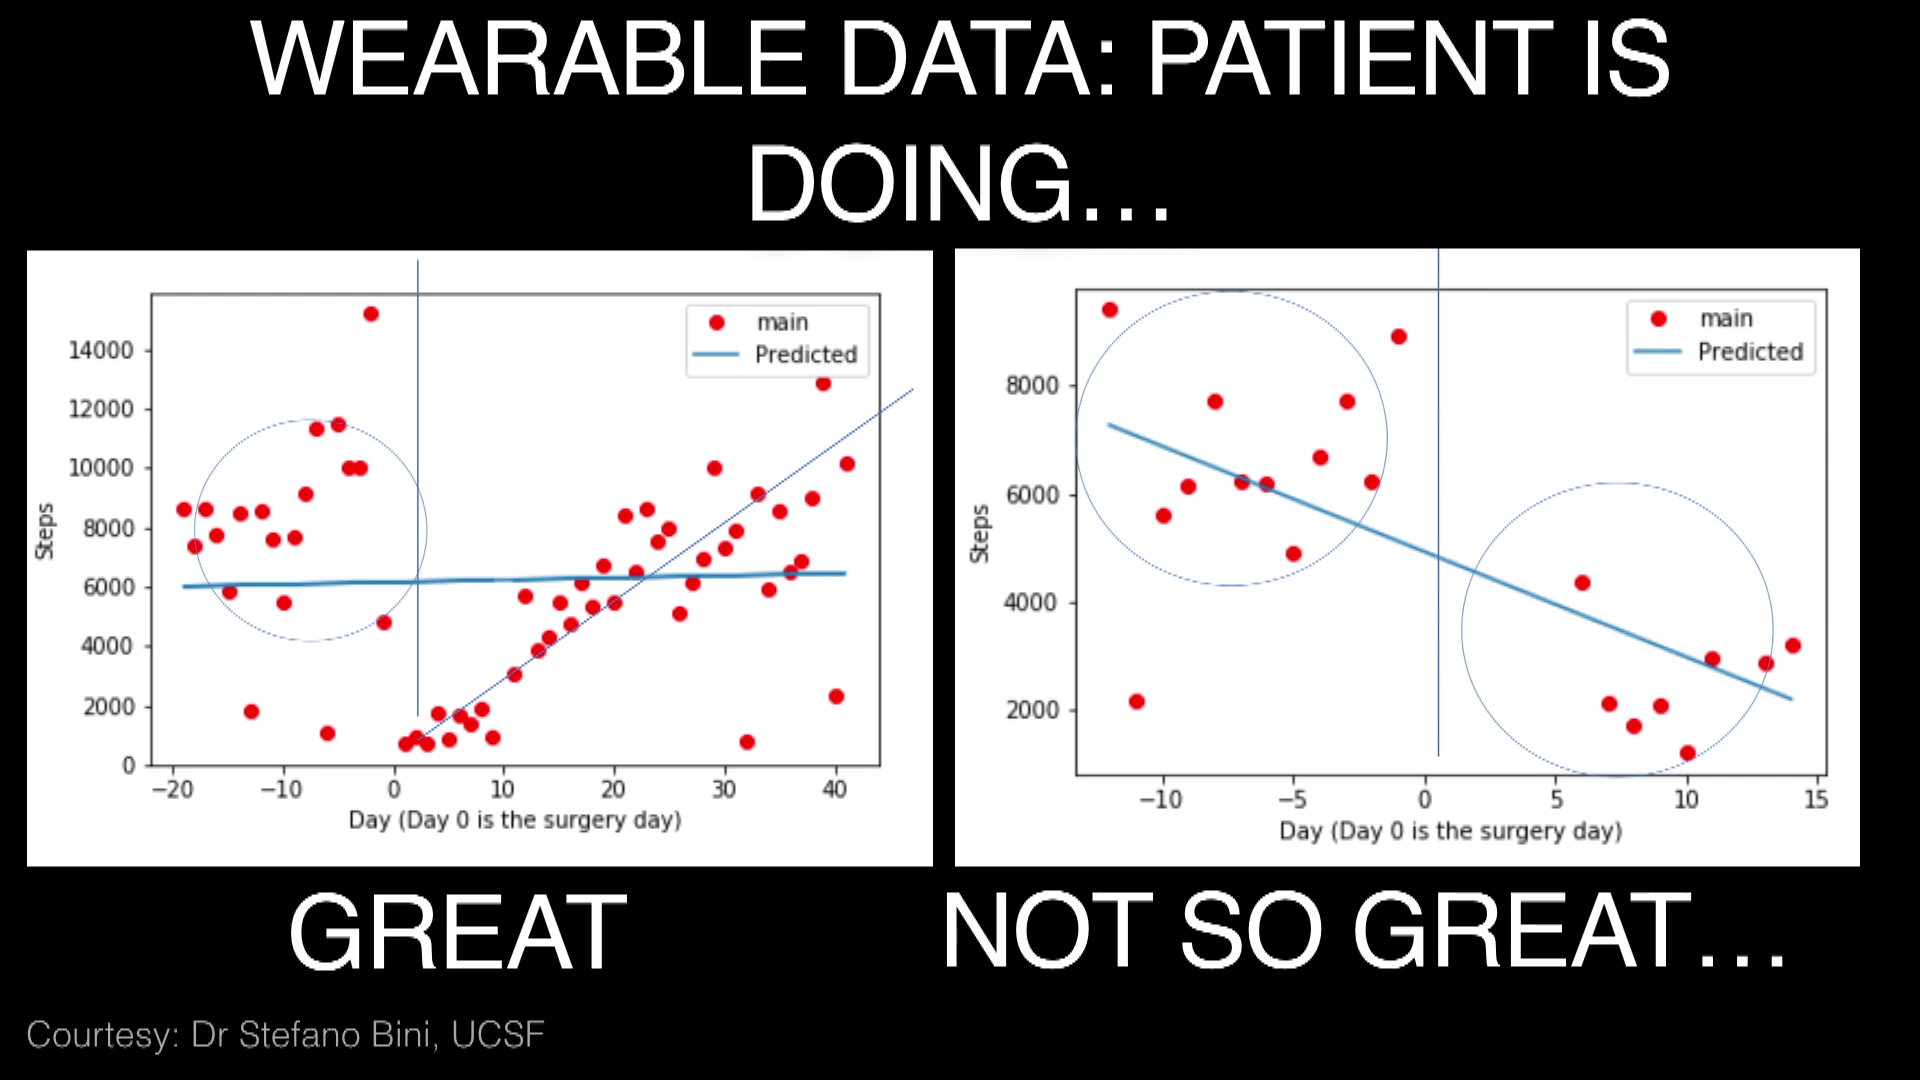 WEARABLE DATA: PATIENT IS
DOING...
main
Predicted
14000
12000
10000
8000
6000
4000
2000
0
Steps
−20
−10
0
10
20
30
40
Day (Day 0 is the surgery day)
main
Predicted
8000
6000
4000
2000
Steps
−10
−5
0
5
10
15
Day (Day 0 is the surgery day)
GREAT
NOT SO GREAT...
Courtesy: Dr Stefano Bini, UCSF